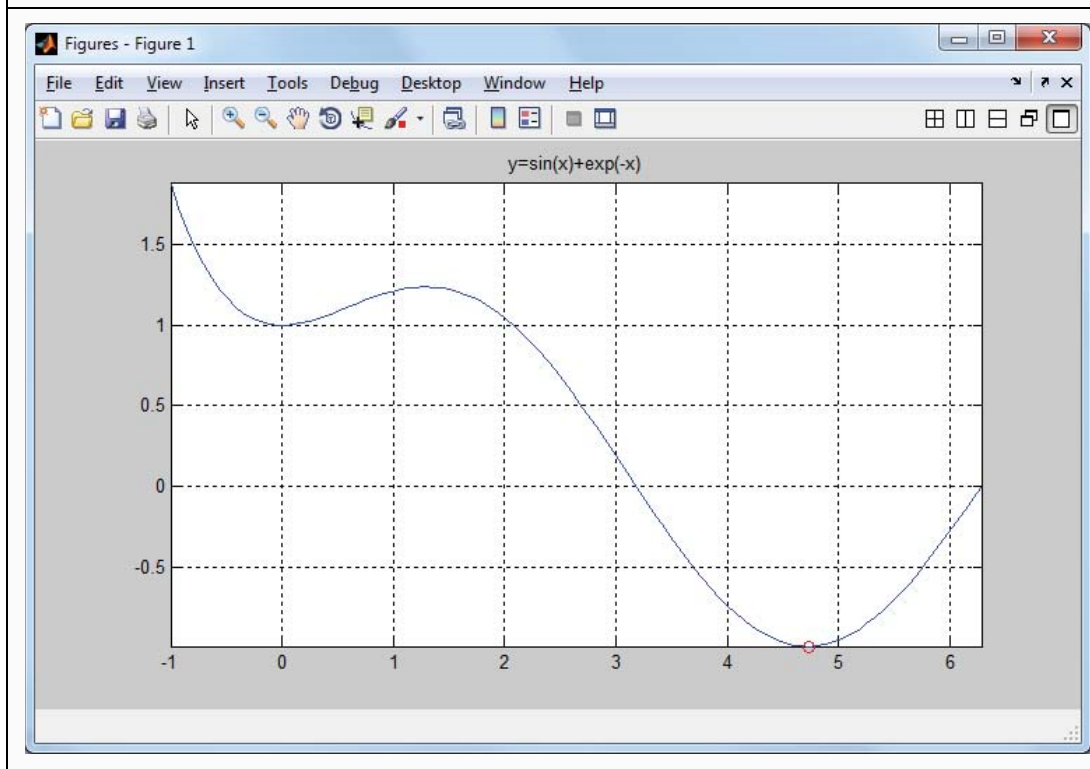 Figures - Figure 1
File Edit View Insert Tools Debug Desktop Window Help
y=sin(x)+exp(-x)
1.5
1
0.5
0
-0.5
-1 0 1 2 3 4 5 6